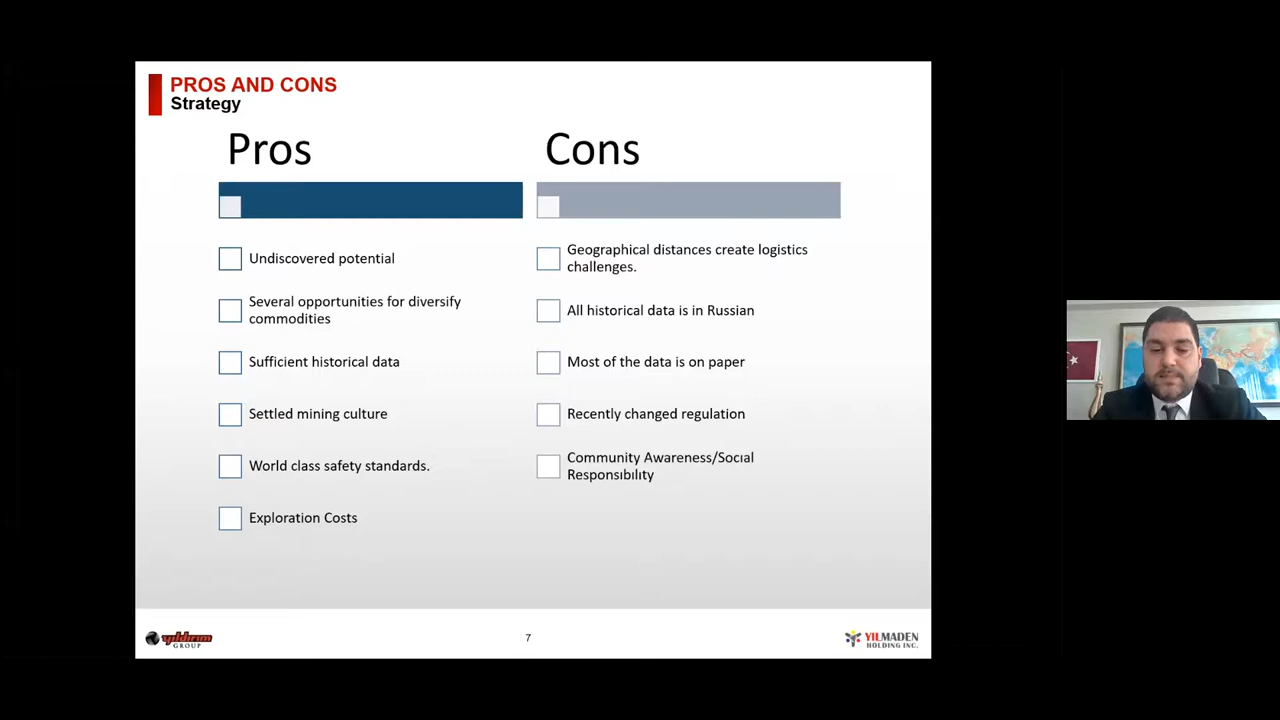 PROS AND CONS
Strategy
Pros
Undiscovered potential
Several opportunities for diversify
commodities
Sufficient historical data
Settled mining culture
World class safety standards.
Exploration Costs
Cons
Geographical distances create logistics
challenges.
All historical data is in Russian
Most of the data is on paper
Recently changed regulation
Community Awareness/Social
Responsibility
yıldırım
GROUP
7
YILMADEN
HOLDING INC.